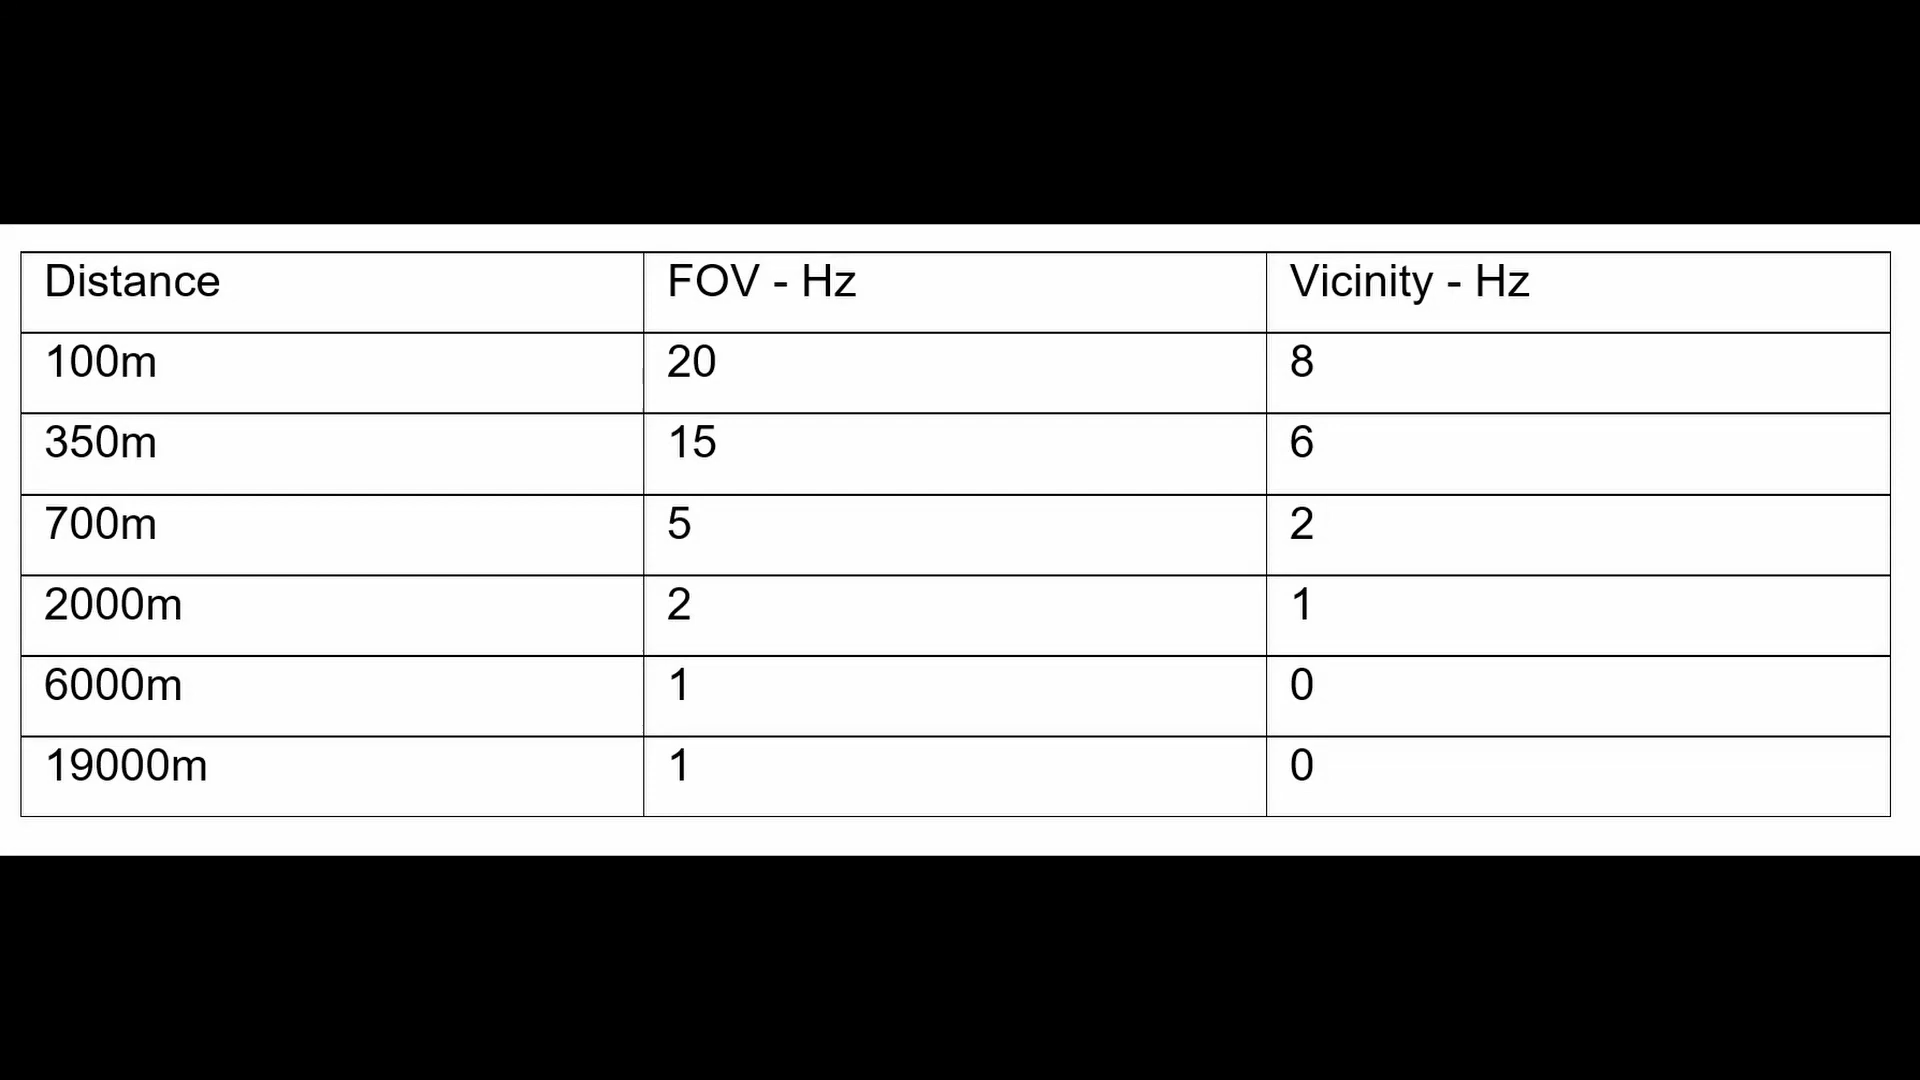 Distance FOV - Hz Vicinity - Hz
100m 20 8
350m 15 6
700m 5 2
2000m 2 1
6000m 1 0
19000m 1 0